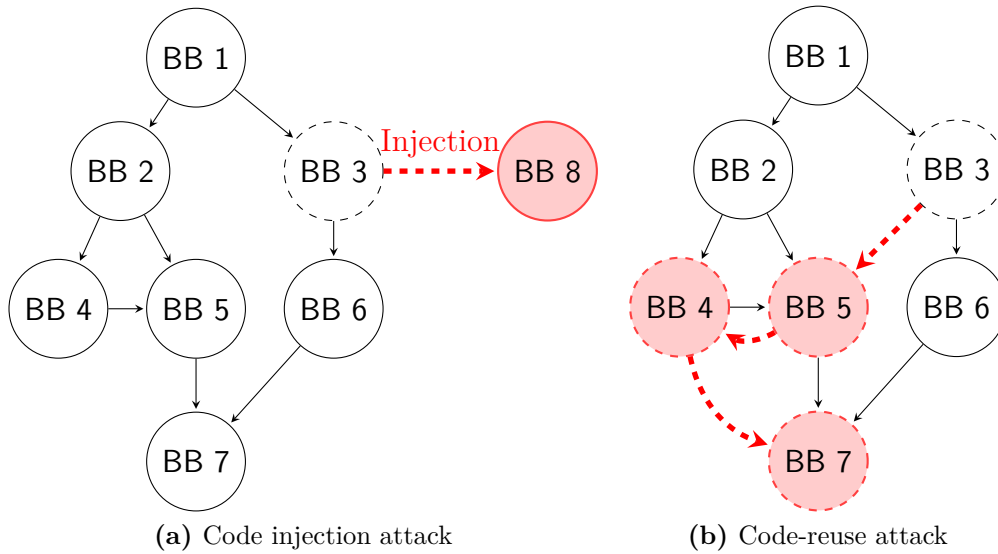 BB 1
BB 2
BB 3
Injection
BB 8
BB 4
BB 5
BB 6
BB 7
(a) Code injection attack
BB 1
BB 2
BB 3
BB 4
BB 5
BB 6
BB 7
(b) Code-reuse attack